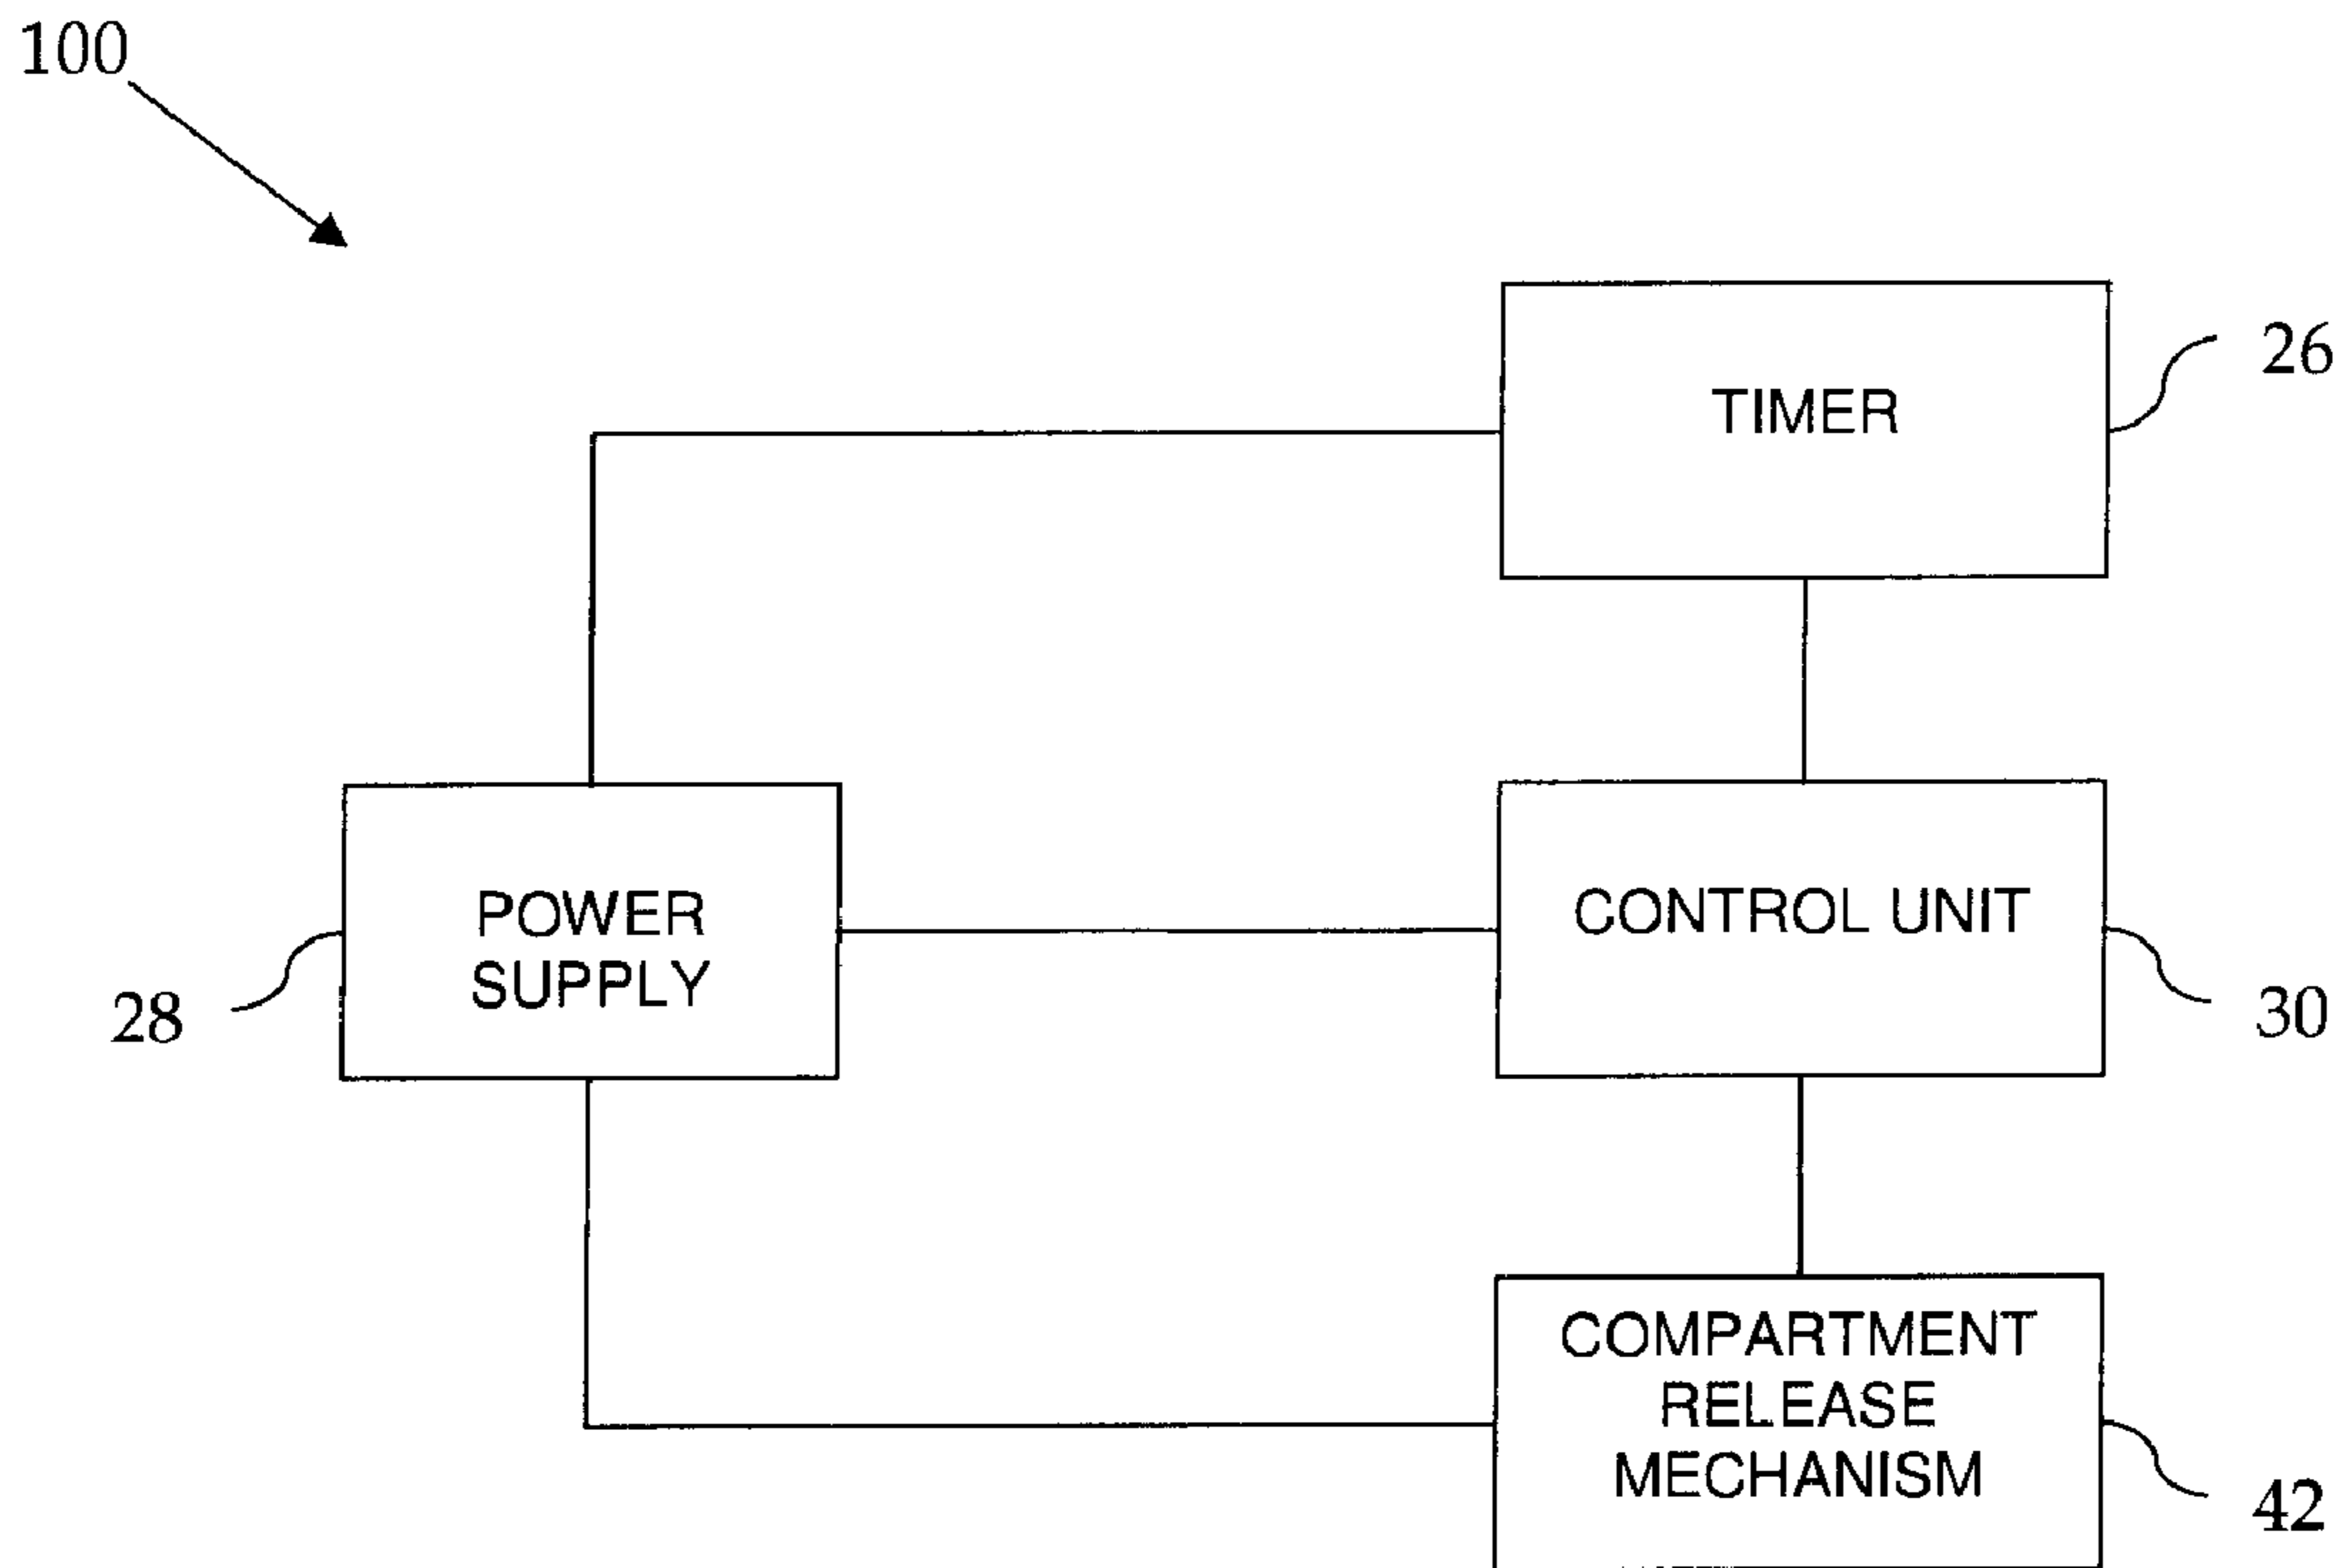 100
TIMER
26
POWER
SUPPLY
28
CONTROL UNIT
30
COMPARTMENT
RELEASE
MECHANISM
42